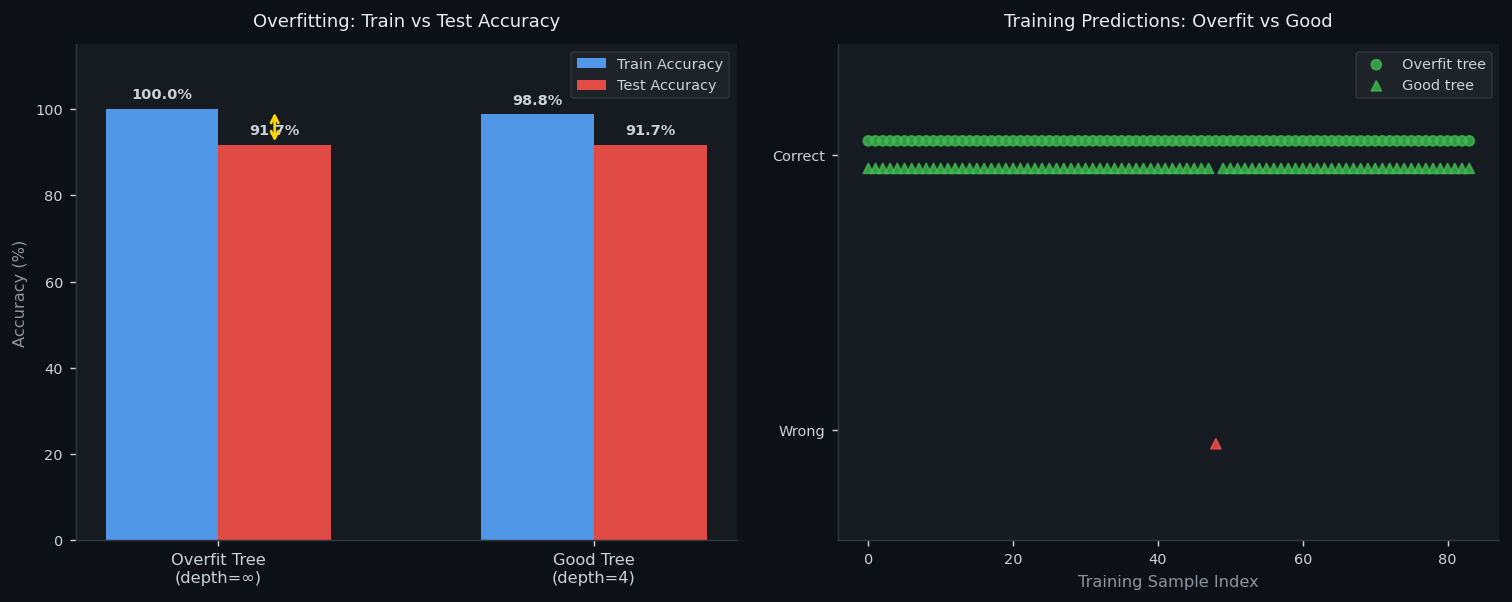 Overfitting: Train vs Test Accuracy
Train Accuracy
Test Accuracy
100.0%
91.7%
98.8%
91.7%
Accuracy (%)
100
80
60
40
20
0
Overfit Tree
(depth=∞)
Good Tree
(depth=4)
Training Predictions: Overfit vs Good
Overfit tree
Good tree
Correct
Wrong
0
20
40
60
80
Training Sample Index